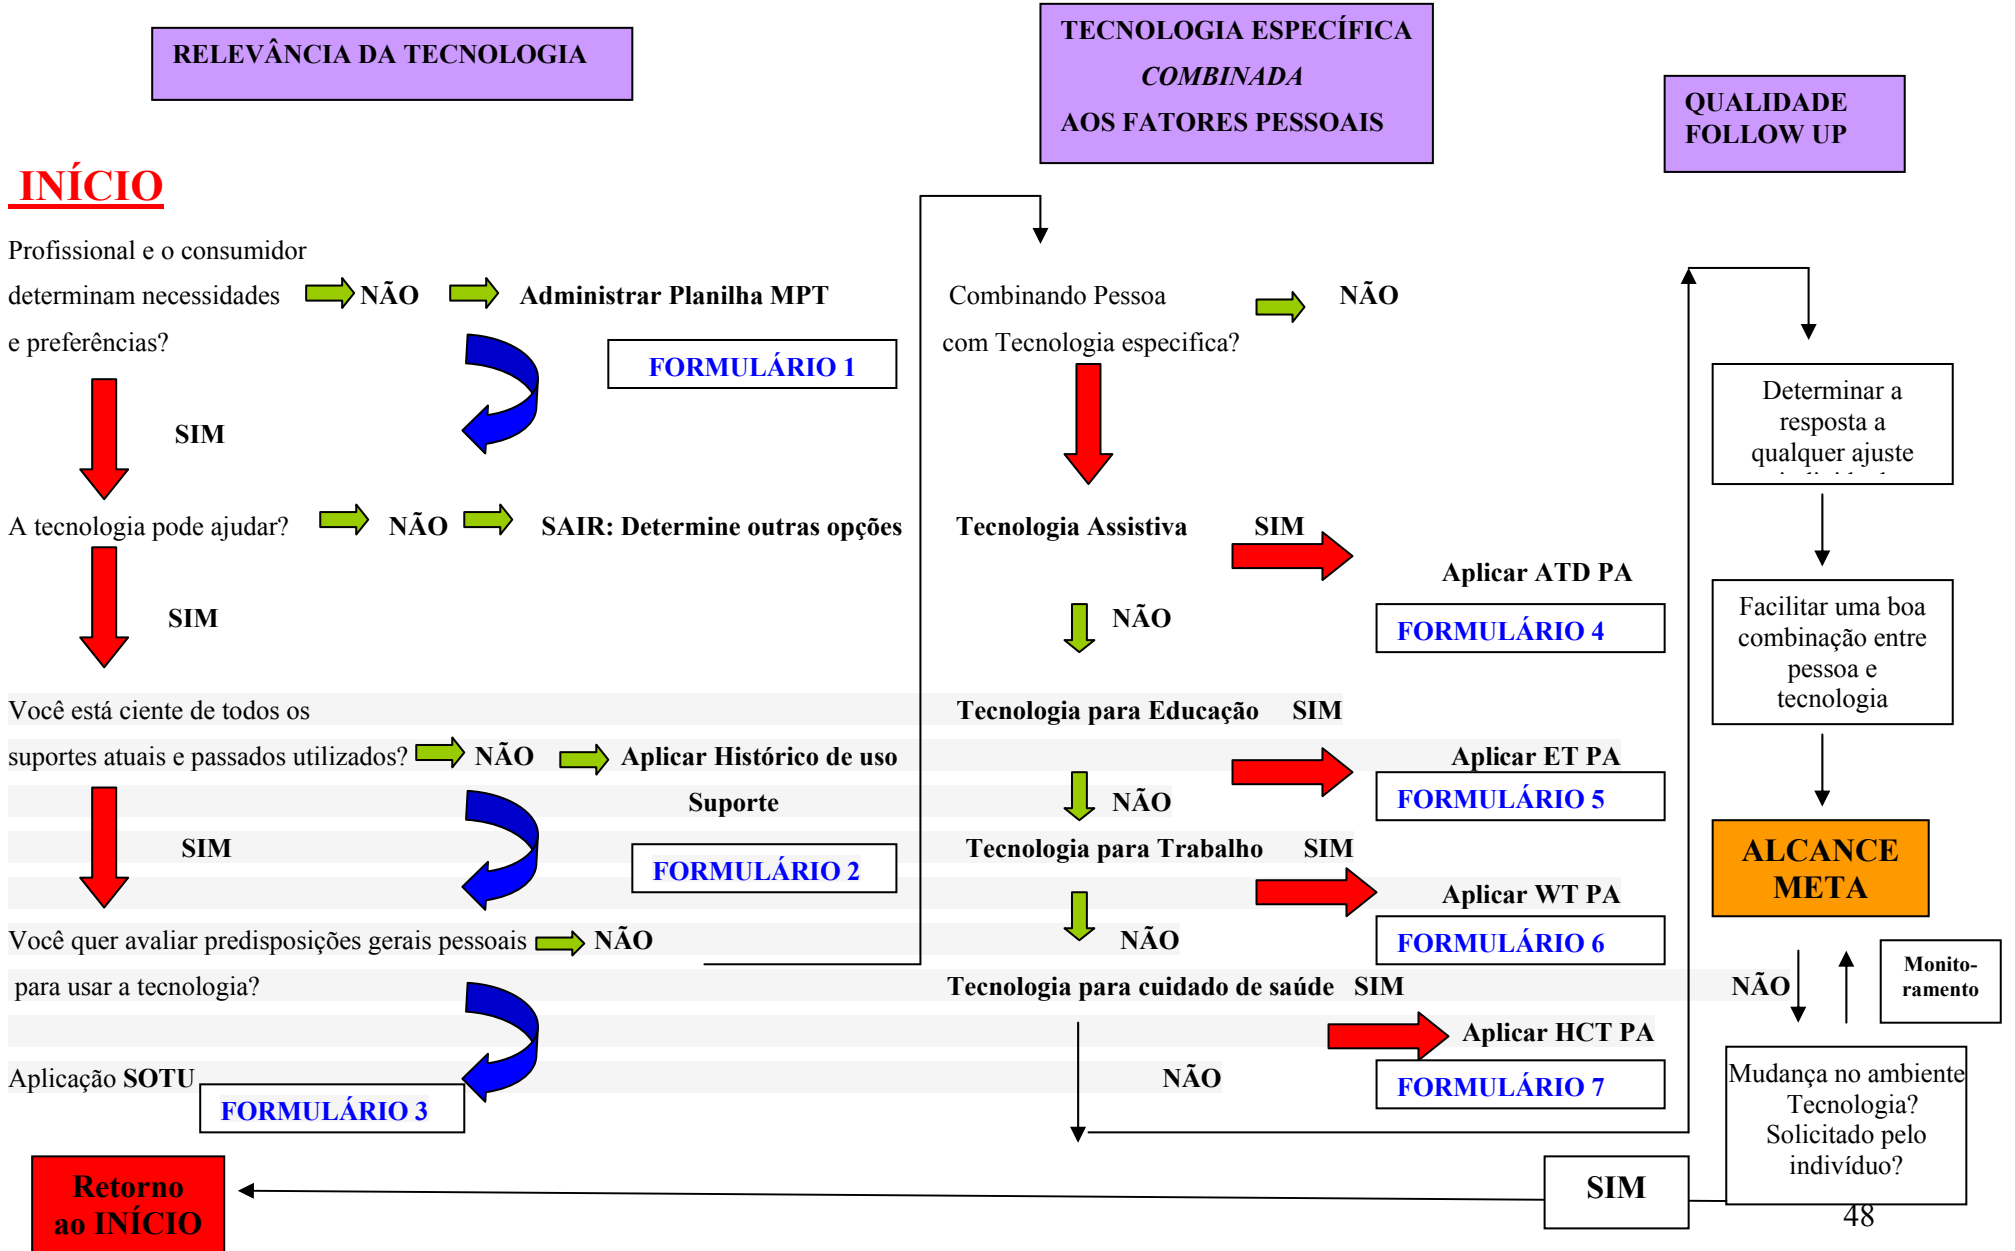 RELEVÂNCIA DA TECNOLOGIA
TECNOLOGIA ESPECÍFICA
COMBINADA
AOS FATORES PESSOAIS
QUALIDADE
FOLLOW UP
INÍCIO
Profissional e o consumidor
determinam necessidades
e preferências?
NÃO
Administrar Planilha MPT
FORMULÁRIO 1
SIM
A tecnologia pode ajudar?
NÃO
SAIR: Determine outras opções
SIM
Você está ciente de todos os
suportes atuais e passados utilizados?
NÃO
Aplicar Histórico de uso
Suporte
FORMULÁRIO 2
SIM
Você quer avaliar predisposições gerais pessoais
para usar a tecnologia?
NÃO
Aplicação SOTU
FORMULÁRIO 3
Retorno
ao INÍCIO
Combinando Pessoa
com Tecnologia especifica?
NÃO
Tecnologia Assistiva
SIM
Aplicar ATD PA
FORMULÁRIO 4
NÃO
Tecnologia para Educação
SIM
Aplicar ET PA
FORMULÁRIO 5
NÃO
Tecnologia para Trabalho
SIM
Aplicar WT PA
FORMULÁRIO 6
NÃO
Tecnologia para cuidado de saúde
SIM
Aplicar HCT PA
FORMULÁRIO 7
NÃO
Determinar a
resposta a
qualquer ajuste
Facilitar uma boa
combinação entre
pessoa e
tecnologia
ALCANCE
META
NÃO
Monito-
ramento
Mudança no ambiente
Tecnologia?
Solicitado pelo
indivíduo?
SIM
48